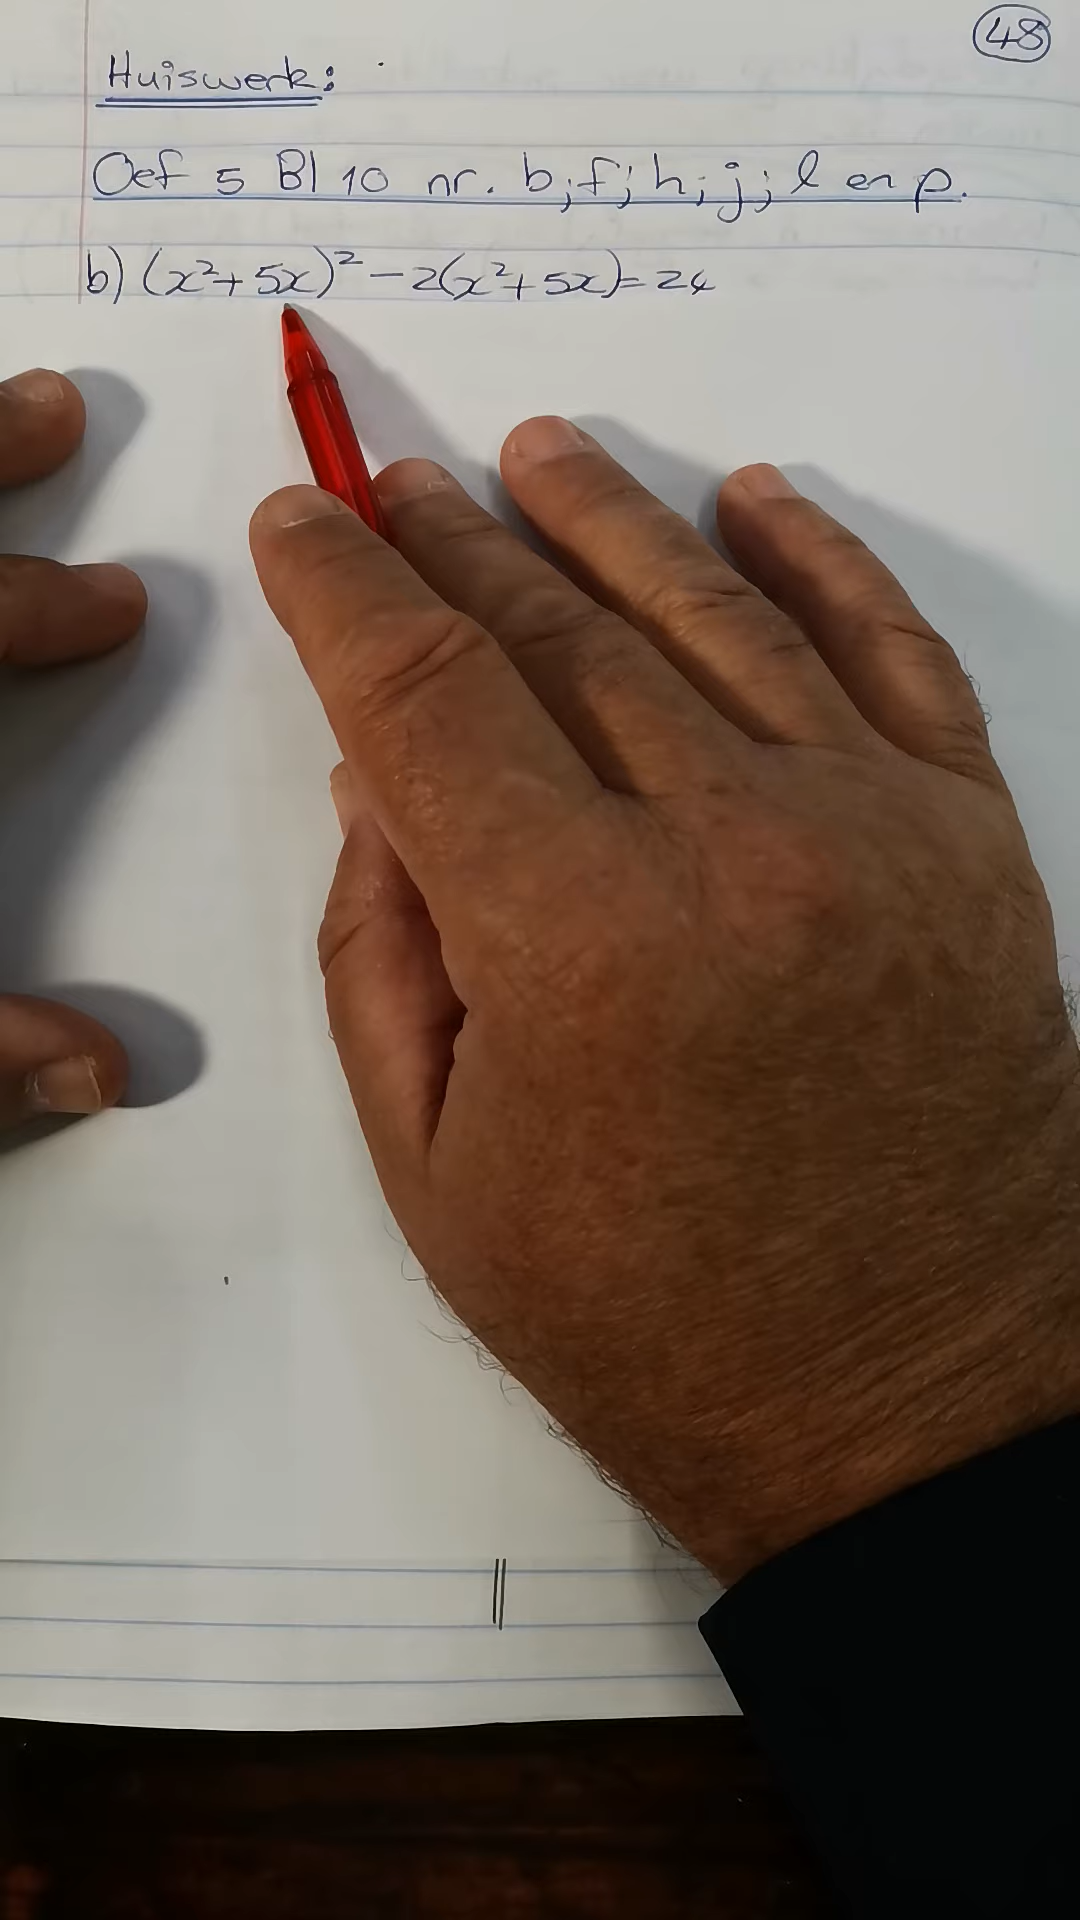 48
Huiswerk:
Oef 5 Bl 10 nr. b; f; h; j; l en p.
b) (x²+5x)² - 2(x²+5x) = 24